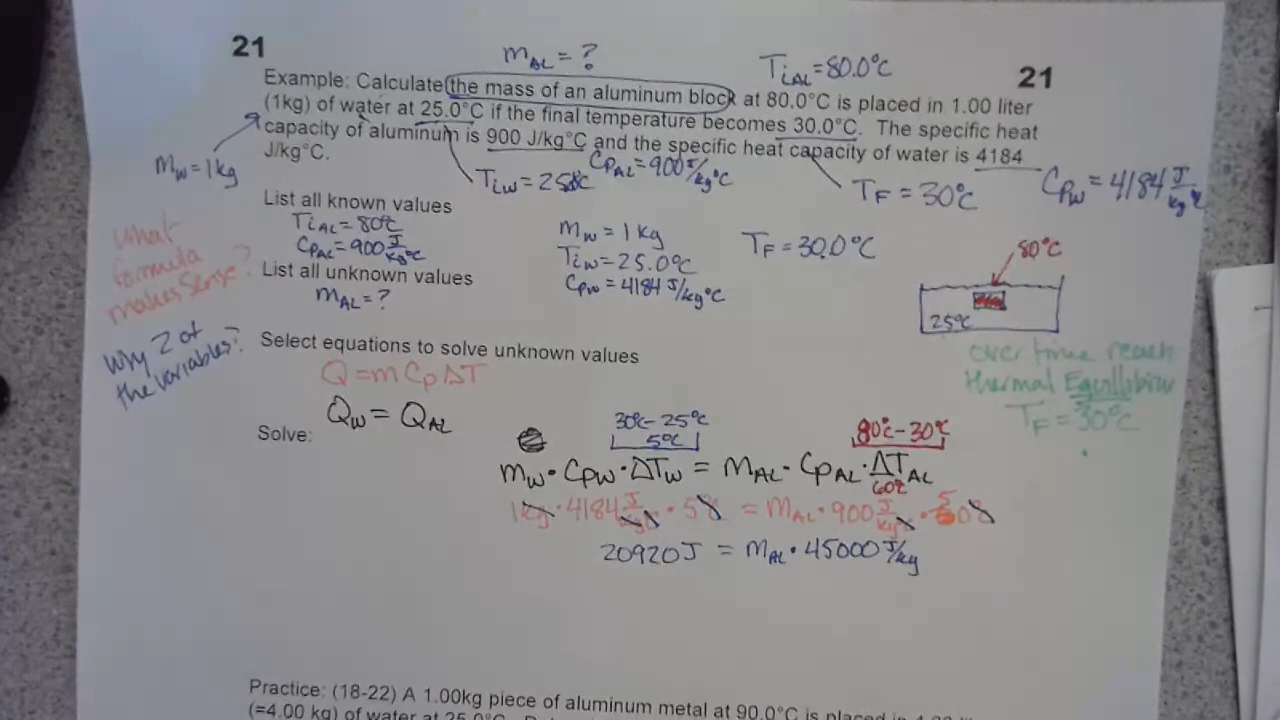 21
m_AL = ?
T_iAL = 80.0°C
21
Example: Calculate the mass of an aluminum block at 80.0°C is placed in 1.00 liter
(1kg) of water at 25.0°C if the final temperature becomes 30.0°C. The specific heat
capacity of aluminum is 900 J/kg°C and the specific heat capacity of water is 4184
J/kg°C.
m_w = 1kg
T_iw = 25°C
C_PAL = 900 J/kg°C
T_F = 30°C
C_Pw = 4184 J/kg°C
List all known values
T_iAL = 80°C
C_PAL = 900 J/kg°C
m_w = 1kg
T_iw = 25.0°C
C_Pw = 4184 J/kg°C
T_F = 30.0°C
80°C
25°C
What
formula
makes sense?
List all unknown values
m_AL = ?
Why 2 of
the variables?
Select equations to solve unknown values
Q = m Cp ΔT
Q_w = Q_AL
over time reach
thermal Equillibium
T_F = 30°C
Solve:
30°C - 25°C
5°C
80°C - 30°C
m_w · C_Pw · ΔT_w = m_AL · C_PAL · ΔT_AL
1kg · 4184 J/kg°C · 5°C = m_AL · 900 J/kg°C · 50°C
20920 J = m_AL · 45000 J/kg
Practice: (18-22) A 1.00kg piece of aluminum metal at 90.0°C is placed in
(=4.00 kg) of water at 25.0°C.